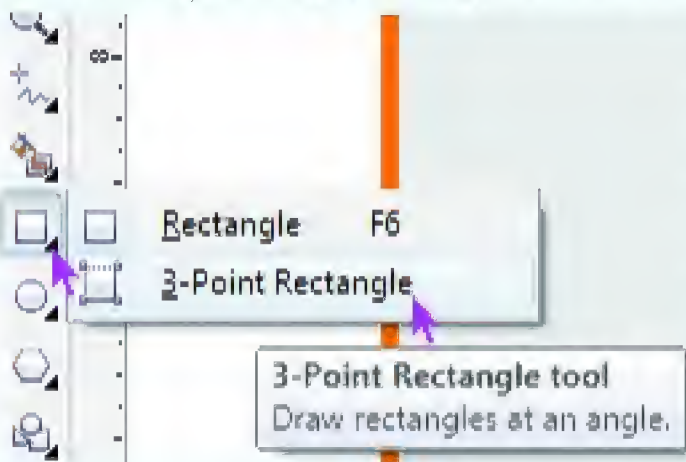 8
Rectangle F6
3-Point Rectangle
3-Point Rectangle tool
Draw rectangles at an angle.